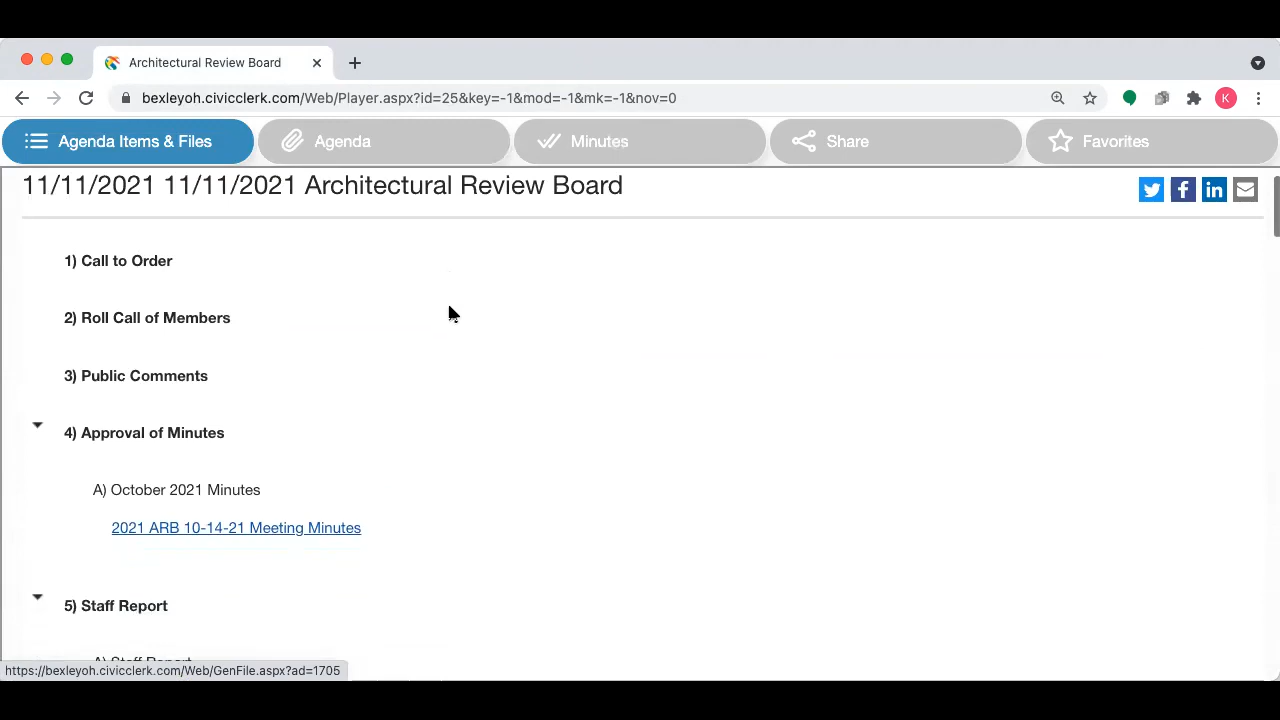 Architectural Review Board
bexleyoh.civicclerk.com/Web/Player.aspx?id=25&key=-1&mod=-1&mk=-1&nov=0
K
Agenda Items & Files
Agenda
Minutes
Share
Favorites
11/11/2021 11/11/2021 Architectural Review Board
1) Call to Order
2) Roll Call of Members
3) Public Comments
4) Approval of Minutes
A) October 2021 Minutes
2021 ARB 10-14-21 Meeting Minutes
5) Staff Report
A) Staff Report
https://bexleyoh.civicclerk.com/Web/GenFile.aspx?ad=1705